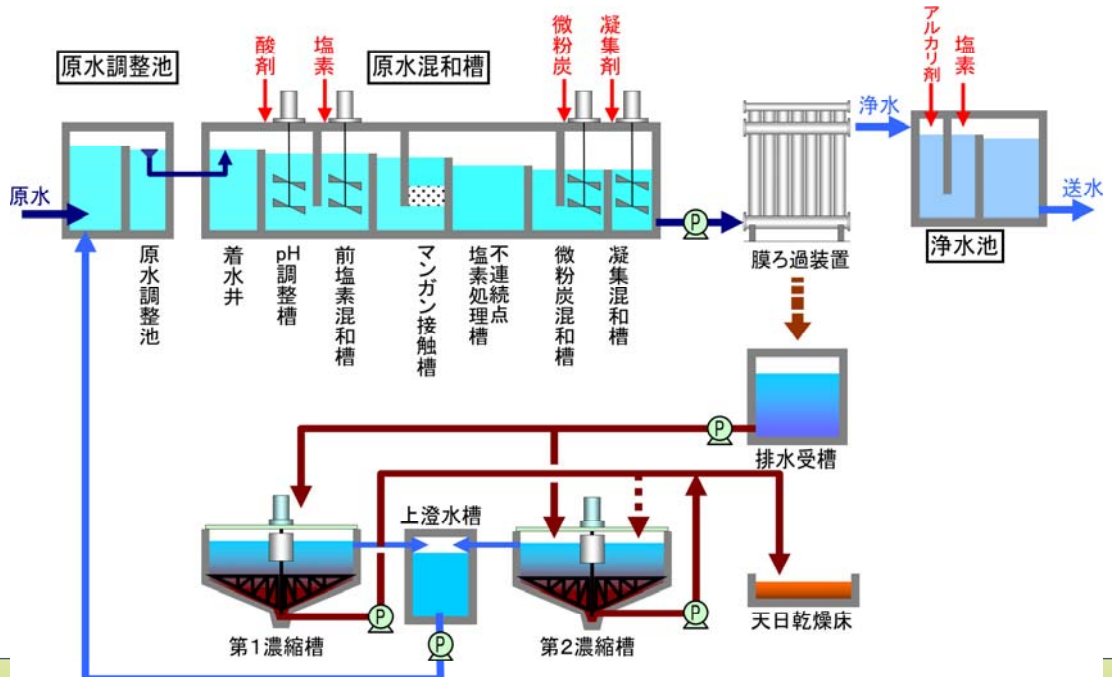 原水調整池
酸剤
塩素
原水混和槽
微粉炭
凝集剤
アルカリ剤
塩素
浄水
原水
送水
P
浄水池
膜ろ過装置
原水調整池
着水井
pH調整槽
前塩素混和槽
マンガン接触槽
不連続点
塩素処理槽
微粉炭混和槽
凝集混和槽
P
排水受槽
上澄水槽
P
P
P
天日乾燥床
第1濃縮槽
第2濃縮槽